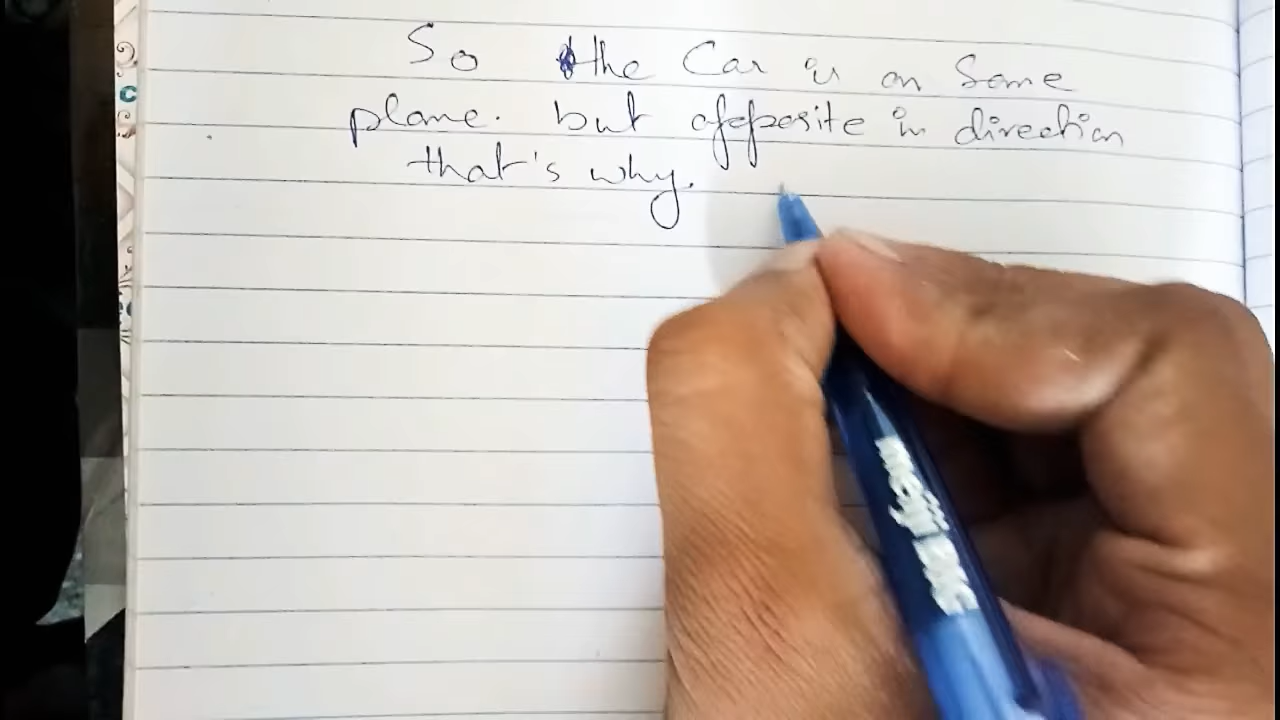 So the Car is on Same
plane. but opposite in direction
that's why.